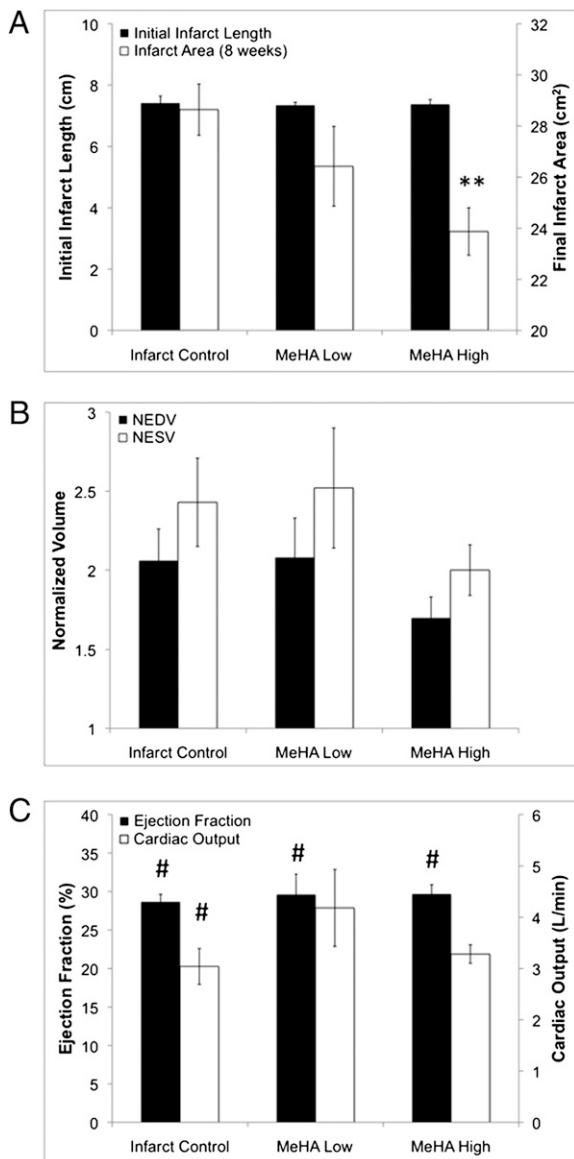 A
Initial Infarct Length
Infarct Area (8 weeks)
Initial Infarct Length (cm)
10
8
6
4
2
0
**
32
30
28
26
24
22
20
Final Infarct Area (cm²)
Infarct Control MeHA Low MeHA High
B
NEDV
NESV
Normalized Volume
3
2.5
2
1.5
1
Infarct Control MeHA Low MeHA High
C
Ejection Fraction
Cardiac Output
Ejection Fraction (%)
40
35
30
25
20
15
10
5
0
# # # #
6
5
4
3
2
1
0
Cardiac Output (L/min)
Infarct Control MeHA Low MeHA High